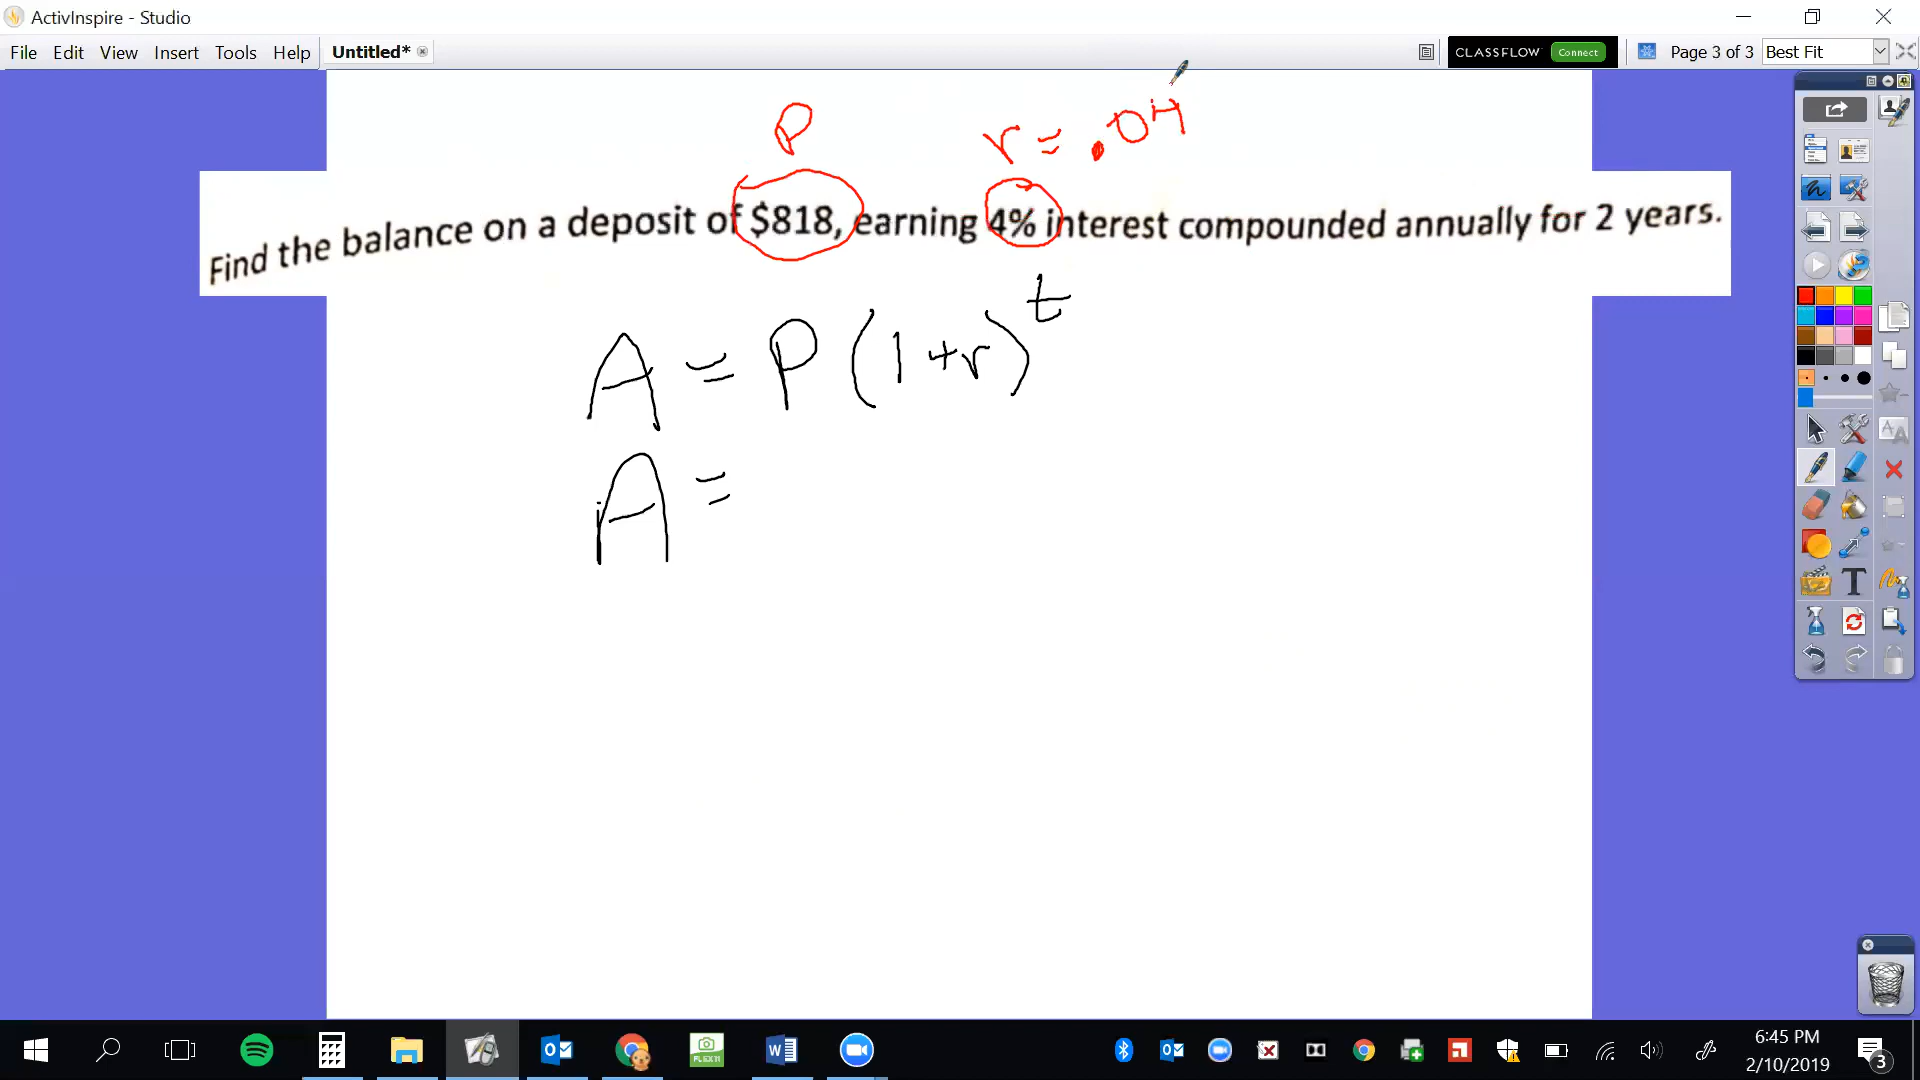 ActivInspire - Studio
File Edit View Insert Tools Help Untitled* CLASSFLOW Connect Page 3 of 3 Best Fit
P r = .04
Find the balance on a deposit of $818, earning 4% interest compounded annually for 2 years.
A = P (1+r)^t
A =
6:45 PM
2/10/2019
3